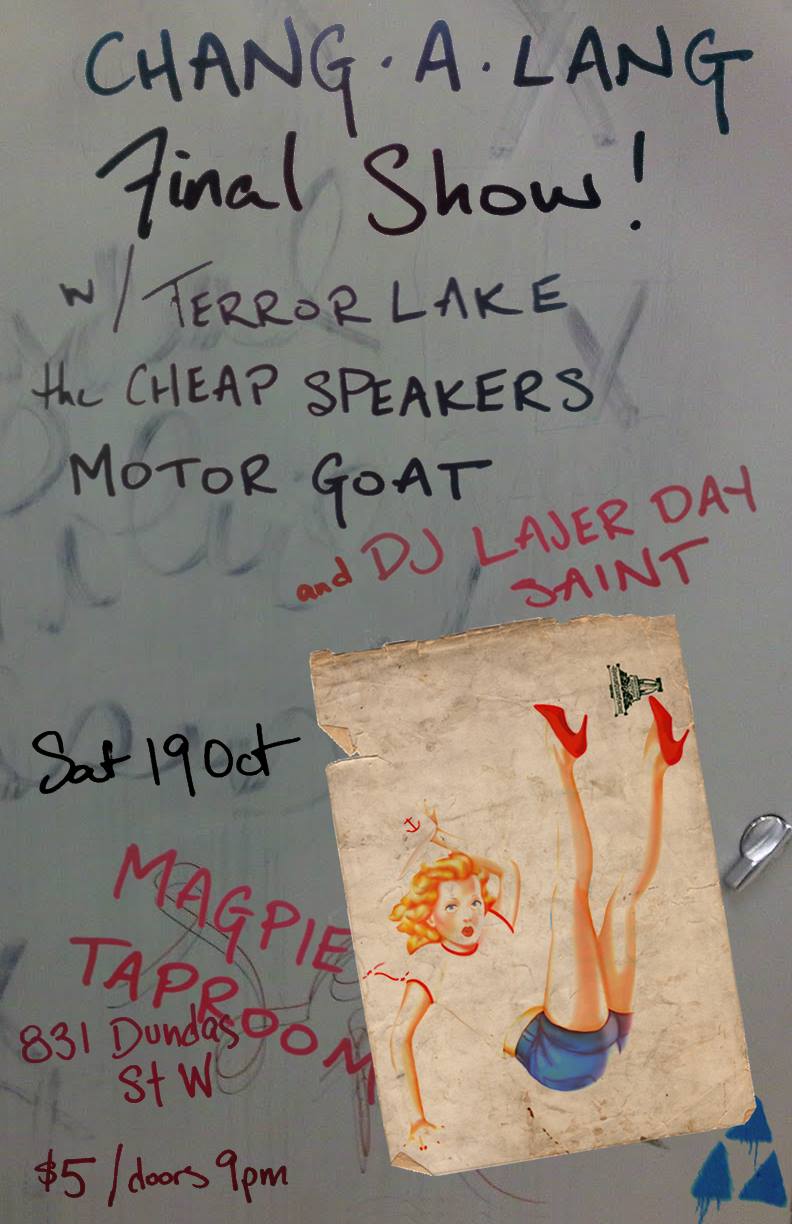 CHANG·A·LANG
Final Show!
w/ TERROR LAKE
the CHEAP SPEAKERS
MOTOR GOAT
and DJ LAJER DAY
SAINT
Sat 19 Oct
MAGPIE
TAPROOM
831 Dundas
St W
$5/doors 9pm